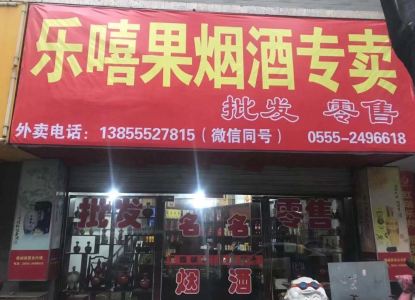 乐嘻果烟酒专卖
批发 零售
外卖电话：13855527815（微信同号） 0555-2496618
批发 名 名 零售
烟 酒